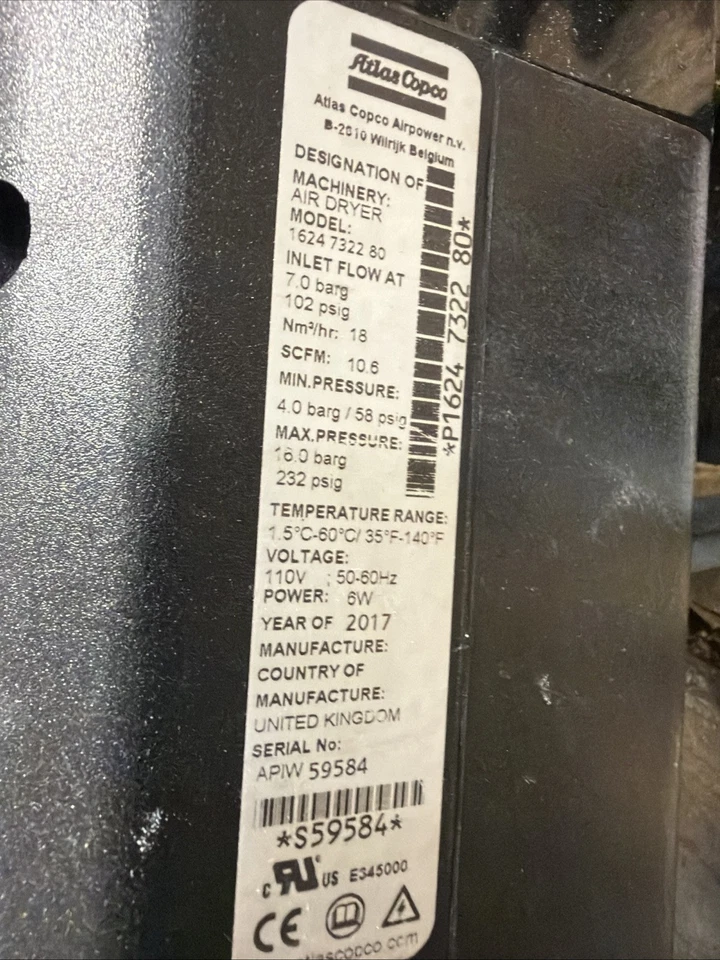 Atlas Copco
Atlas Copco Airpower n.v.
B-2610 Wilrijk Belgium
DESIGNATION OF
MACHINERY:
AIR DRYER
MODEL:
1624 7322 80
INLET FLOW AT
7.0 barg
102 psig
Nm³/hr: 18
SCFM: 10.6
MIN.PRESSURE:
4.0 barg / 58 psig
MAX.PRESSURE:
16.0 barg
232 psig
TEMPERATURE RANGE:
1.5°C-60°C/ 35°F-140°F
VOLTAGE:
110V : 50-60Hz
POWER: 6W
YEAR OF 2017
MANUFACTURE:
COUNTRY OF
MANUFACTURE:
UNITED KINGDOM
SERIAL No:
APIW 59584
*S59584*
c RU US E345000
CE
atlascopco.com
*P1624 7322 80*